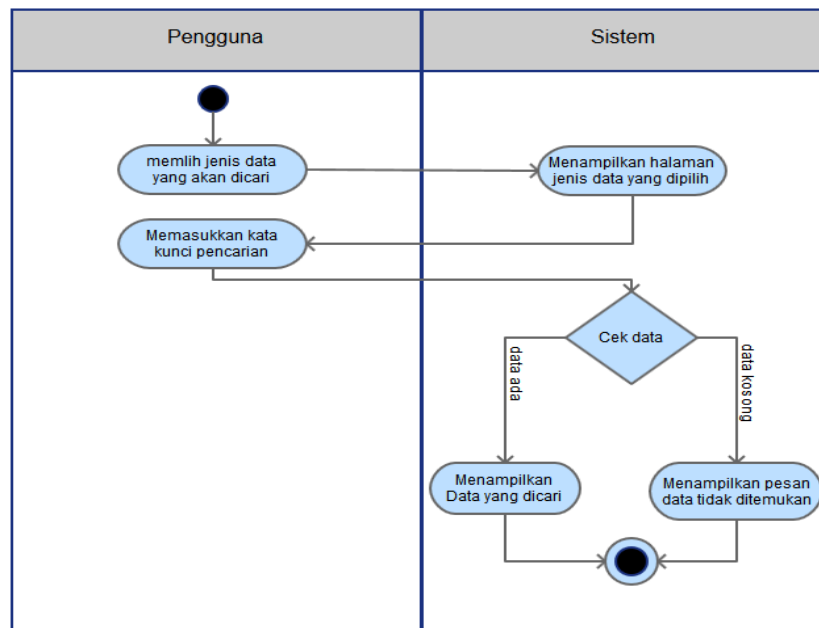 Pengguna
Sistem
memlih jenis data
yang akan dicari
Menampilkan halaman
jenis data yang dipilih
Memasukkan kata
kunci pencarian
Cek data
data ada
data kosong
Menampilkan
Data yang dicari
Menampilkan pesan
data tidak ditemukan